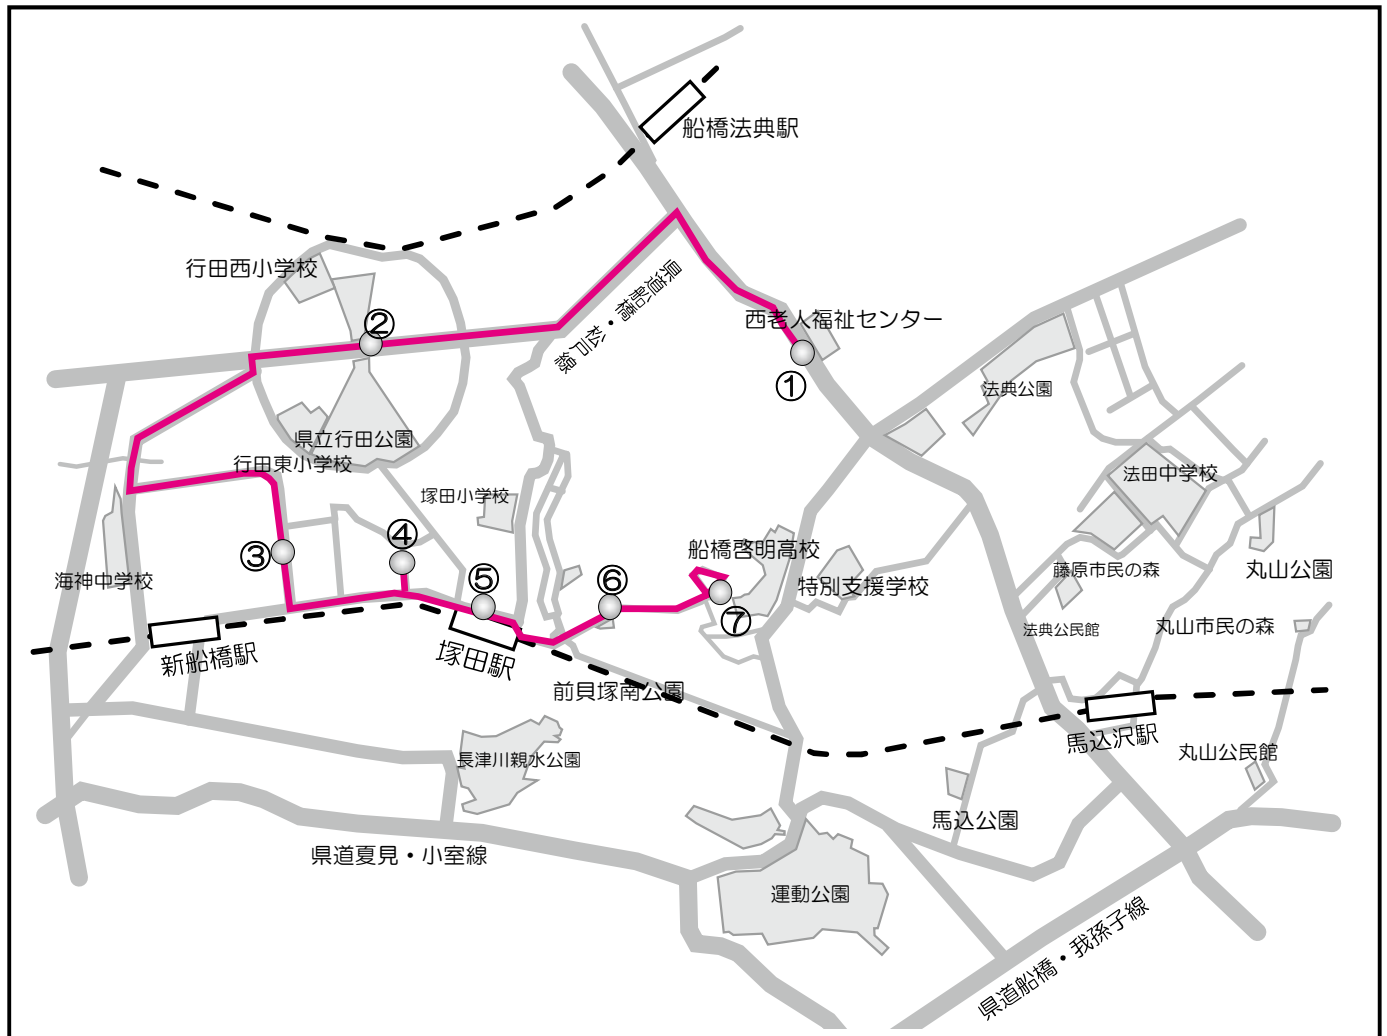 船橋法典駅
行田西小学校
県道船橋・松戸線
②
西老人福祉センター
①
法典公園
県立行田公園
行田東小学校
塚田小学校
法田中学校
④
③
船橋啓明高校
⑤
⑥
⑦
海神中学校
特別支援学校
藤原市民の森
丸山公園
法典公民館
丸山市民の森
新船橋駅
塚田駅
前貝塚南公園
馬込沢駅
丸山公民館
長津川親水公園
馬込公園
県道夏見・小室線
運動公園
県道船橋・我孫子線